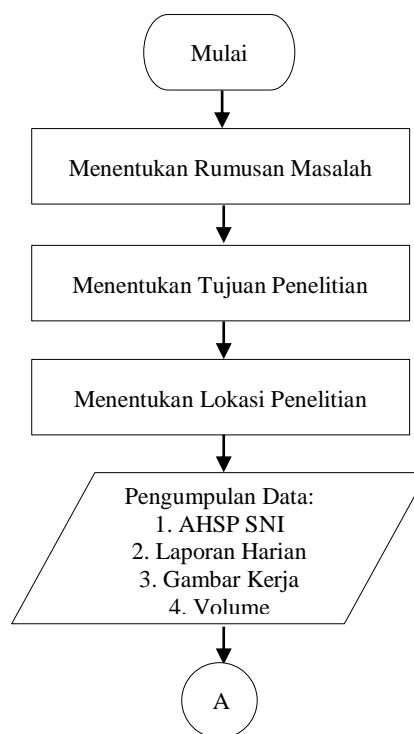 Mulai
Menentukan Rumusan Masalah
Menentukan Tujuan Penelitian
Menentukan Lokasi Penelitian
Pengumpulan Data:
1. AHSP SNI
2. Laporan Harian
3. Gambar Kerja
4. Volume
A